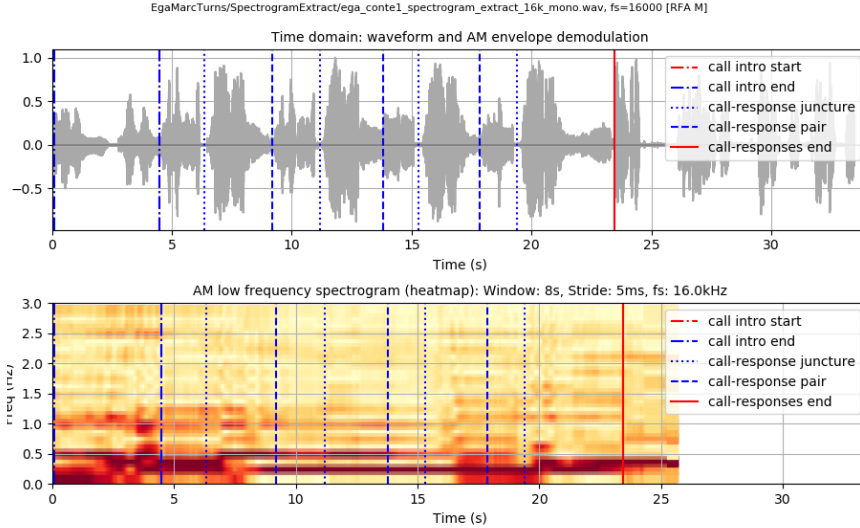 EgaMarcTurns/SpectrogramExtract/ega_conte1_spectrogram_extract_16k_mono.wav, fs=16000 [RFA M]
Time domain: waveform and AM envelope demodulation
1.0
0.5
0.0
−0.5
call intro start
call intro end
call-response juncture
call-response pair
call-responses end
0 5 10 15 20 25 30
Time (s)
AM low frequency spectrogram (heatmap): Window: 8s, Stride: 5ms, fs: 16.0kHz
3.0
2.5
2.0
1.5
1.0
0.5
0.0
Freq (Hz)
call intro start
call intro end
call-response juncture
call-response pair
call-responses end
0 5 10 15 20 25 30
Time (s)